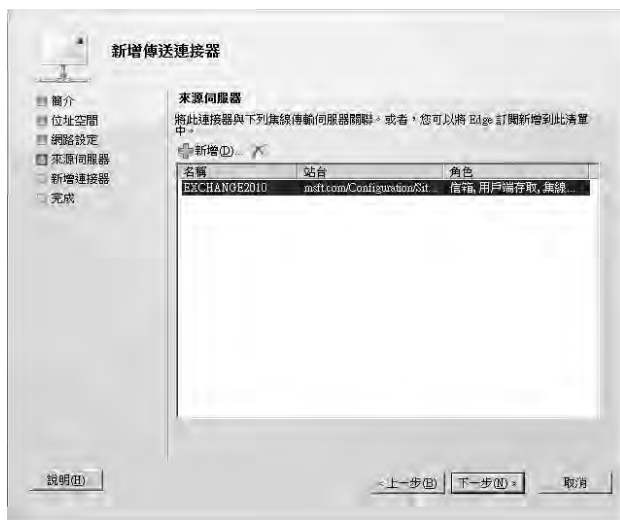 新增傳送連接器
簡介
位址空間
網路設定
來源伺服器
新增連接器
完成
來源伺服器
將此連接器與下列集線傳輸伺服器關聯。或者，您可以將 Edge 訂閱新增到此清單
中。
新增(D)...
名稱 站台 角色
EXCHANGE2010 msft.com/Configuration/Sit... 信箱, 用戶端存取, 集線...
說明(H) < 上一步(B) 下一步(N) > 取消